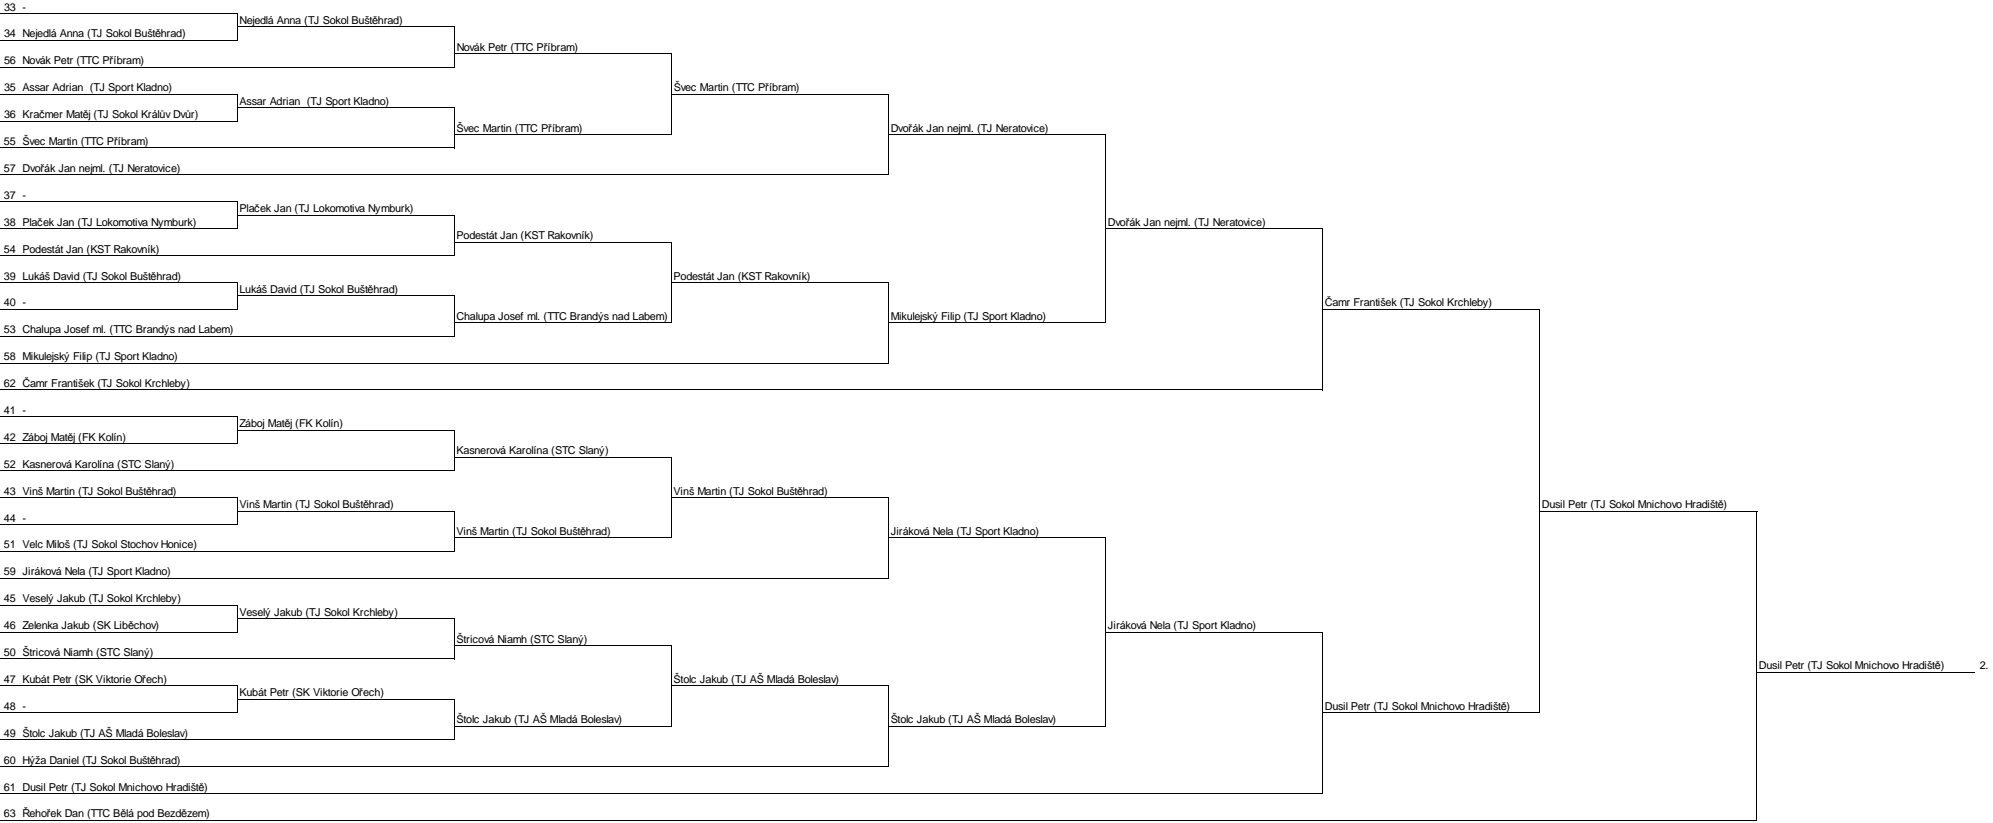 33 -
Nejedlá Anna (TJ Sokol Buštěhrad)
34 Nejedlá Anna (TJ Sokol Buštěhrad)
Novák Petr (TTC Příbram)
56 Novák Petr (TTC Příbram)
35 Assar Adrian (TJ Sport Kladno)
Švec Martin (TTC Příbram)
Assar Adrian (TJ Sport Kladno)
36 Kračmer Matěj (TJ Sokol Králův Dvůr)
Švec Martin (TTC Příbram)
Dvořák Jan nejml. (TJ Neratovice)
55 Švec Martin (TTC Příbram)
57 Dvořák Jan nejml. (TJ Neratovice)
37 -
Plaček Jan (TJ Lokomotiva Nymburk)
38 Plaček Jan (TJ Lokomotiva Nymburk)
Dvořák Jan nejml. (TJ Neratovice)
Podestát Jan (KST Rakovník)
54 Podestát Jan (KST Rakovník)
39 Lukáš David (TJ Sokol Buštěhrad)
Podestát Jan (KST Rakovník)
Lukáš David (TJ Sokol Buštěhrad)
40 -
Čamr František (TJ Sokol Krchleby)
Chalupa Josef ml. (TTC Brandýs nad Labem)
Mikulejský Filip (TJ Sport Kladno)
53 Chalupa Josef ml. (TTC Brandýs nad Labem)
58 Mikulejský Filip (TJ Sport Kladno)
62 Čamr František (TJ Sokol Krchleby)
41 -
Záboj Matěj (FK Kolín)
42 Záboj Matěj (FK Kolín)
Kasnerová Karolína (STC Slaný)
52 Kasnerová Karolína (STC Slaný)
43 Vinš Martin (TJ Sokol Buštěhrad)
Vinš Martin (TJ Sokol Buštěhrad)
Vinš Martin (TJ Sokol Buštěhrad)
Dusil Petr (TJ Sokol Mnichovo Hradiště)
44 -
Vinš Martin (TJ Sokol Buštěhrad)
Jiráková Nela (TJ Sport Kladno)
51 Velc Miloš (TJ Sokol Stochov Honice)
59 Jiráková Nela (TJ Sport Kladno)
45 Veselý Jakub (TJ Sokol Krchleby)
Veselý Jakub (TJ Sokol Krchleby)
46 Zelenka Jakub (SK Liběchov)
Jiráková Nela (TJ Sport Kladno)
Štricová Niamh (STC Slaný)
50 Štricová Niamh (STC Slaný)
Dusil Petr (TJ Sokol Mnichovo Hradiště) 2.
47 Kubát Petr (SK Viktorie Ořech)
Štolc Jakub (TJ AŠ Mladá Boleslav)
Kubát Petr (SK Viktorie Ořech)
48 -
Dusil Petr (TJ Sokol Mnichovo Hradiště)
Štolc Jakub (TJ AŠ Mladá Boleslav)
Štolc Jakub (TJ AŠ Mladá Boleslav)
49 Štolc Jakub (TJ AŠ Mladá Boleslav)
60 Hýža Daniel (TJ Sokol Buštěhrad)
61 Dusil Petr (TJ Sokol Mnichovo Hradiště)
63 Řehořek Dan (TTC Bělá pod Bezdězem)